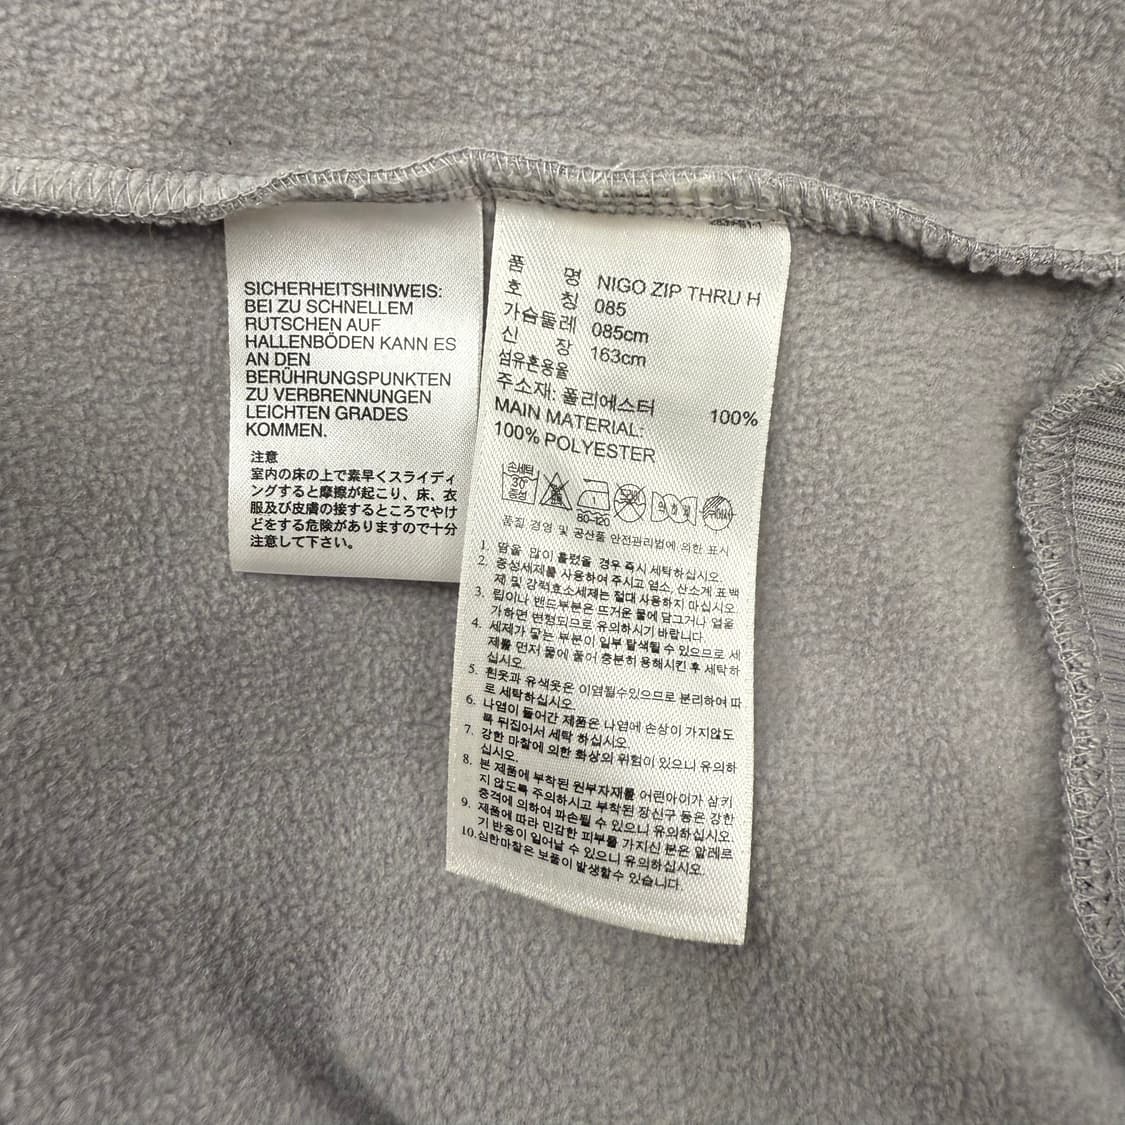 SICHERHEITSHINWEIS:
BEI ZU SCHNELLEM
RUTSCHEN AUF
HALLENBÖDEN KANN ES
AN DEN
BERÜHRUNGSPUNKTEN
ZU VERBRENNUNGEN
LEICHTEN GRADES
KOMMEN.
注意
室内の床の上で素早くスライディ
ングすると摩擦が起こり、床、衣
服及び皮膚の接するところでやけ
どをする危険がありますので十分
注意して下さい。
품 명 NIGO ZIP THRU H
호 칭 085
가슴둘레 085cm
신 장 163cm
섬유혼용율
주소재: 폴리에스터 100%
MAIN MATERIAL:
100% POLYESTER
손세탁
30°
중성
80~120
품질 경영 및 공산품 안전관리법에 의한 표시
1. 땀을 많이 흘렸을 경우 즉시 세탁하십시오.
2. 중성세제를 사용하여 주시고 염소, 산소계 표백
제 및 강력효소세제는 절대 사용하지 마십시오.
3. 립이나 밴드부분은 뜨거운 물에 담그거나 열을
가하면 변형되므로 유의하시기 바랍니다.
4. 세제가 닿는 부분이 일부 탈색될 수 있으므로 세
제를 먼저 물에 풀어 충분히 용해시킨 후 세탁하
십시오.
5. 흰옷과 유색옷은 이염될수있으므로 분리하여 따
로 세탁하십시오.
6. 나염이 들어간 제품은 나염에 손상이 가지않도
록 뒤집어서 세탁 하십시오.
7. 강한 마찰에 의한 화상의 위험이 있으니 유의하
십시오.
8. 본 제품에 부착된 원부자재를 어린아이가 삼키
지 않도록 주의하시고 부착된 장신구 등은 강한
충격에 의하여 파손될 수 있으니 유의하십시오.
9. 제품에 따라 민감한 피부를 가지신 분은 알레르
기 반응이 일어날 수 있으니 유의하십시오.
10.심한마찰은 보풀이 발생할수 있습니다.